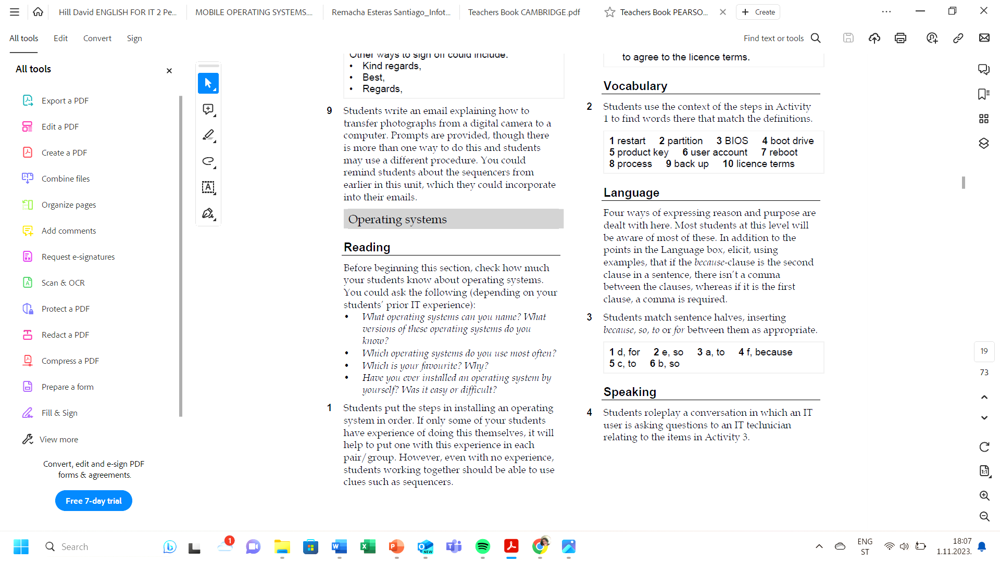 Hill David ENGLISH FOR IT 2 Pe...
MOBILE OPERATING SYSTEMS....
Remacha Esteras Santiago_Infot...
Teachers Book CAMBRIDGE.pdf
Teachers Book PEARSO...
Create
All tools
Edit
Convert
Sign
Find text or tools
All tools
Export a PDF
Edit a PDF
Create a PDF
Combine files
Organize pages
Add comments
Request e-signatures
Scan & OCR
Protect a PDF
Redact a PDF
Compress a PDF
Prepare a form
Fill & Sign
View more
Convert, edit and e-sign PDF
forms & agreements.
Free 7-day trial
Other ways to sign off could include:
• Kind regards,
• Best,
• Regards,
9 Students write an email explaining how to
transfer photographs from a digital camera to a
computer. Prompts are provided, though there
is more than one way to do this and students
may use a different procedure. You could
remind students about the sequencers from
earlier in this unit, which they could incorporate
into their emails.
Operating systems
Reading
Before beginning this section, check how much
your students know about operating systems.
You could ask the following (depending on your
students' prior IT experience):
• What operating systems can you name? What
versions of these operating systems do you
know?
• Which operating systems do you use most often?
• Which is your favourite? Why?
• Have you ever installed an operating system by
yourself? Was it easy or difficult?
1 Students put the steps in installing an operating
system in order. If only some of your students
have experience of doing this themselves, it will
help to put one with this experience in each
pair/group. However, even with no experience,
students working together should be able to use
clues such as sequencers.
to agree to the licence terms.
Vocabulary
2 Students use the context of the steps in Activity
1 to find words there that match the definitions.
1 restart 2 partition 3 BIOS 4 boot drive
5 product key 6 user account 7 reboot
8 process 9 back up 10 licence terms
Language
Four ways of expressing reason and purpose are
dealt with here. Most students at this level will
be aware of most of these. In addition to the
points in the Language box, elicit, using
examples, that if the because-clause is the second
clause in a sentence, there isn't a comma
between the clauses, whereas if it is the first
clause, a comma is required.
3 Students match sentence halves, inserting
because, so, to or for between them as appropriate.
1 d, for 2 e, so 3 a, to 4 f, because
5 c, to 6 b, so
Speaking
4 Students roleplay a conversation in which an IT
user is asking questions to an IT technician
relating to the items in Activity 3.
19
73
1:1
Search
1
NEW
ENG
ST
18:07
1.11.2023.